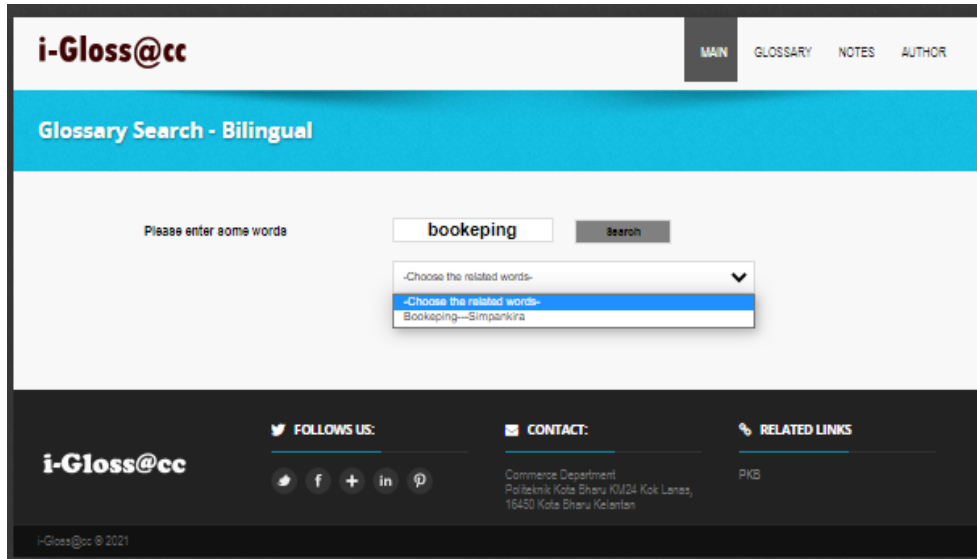 i-Gloss@cc
MAIN GLOSSARY NOTES AUTHOR
Glossary Search - Bilingual
Please enter some words bookeping Search
-Choose the related words-
-Choose the related words-
Bookeping---Simpankira
FOLLOWS US: CONTACT: RELATED LINKS
i-Gloss@cc
Commerce Department PKB
Politeknik Kota Bharu KM24 Kok Lanas,
16450 Kota Bharu Kelantan
i-Gloss@cc © 2021